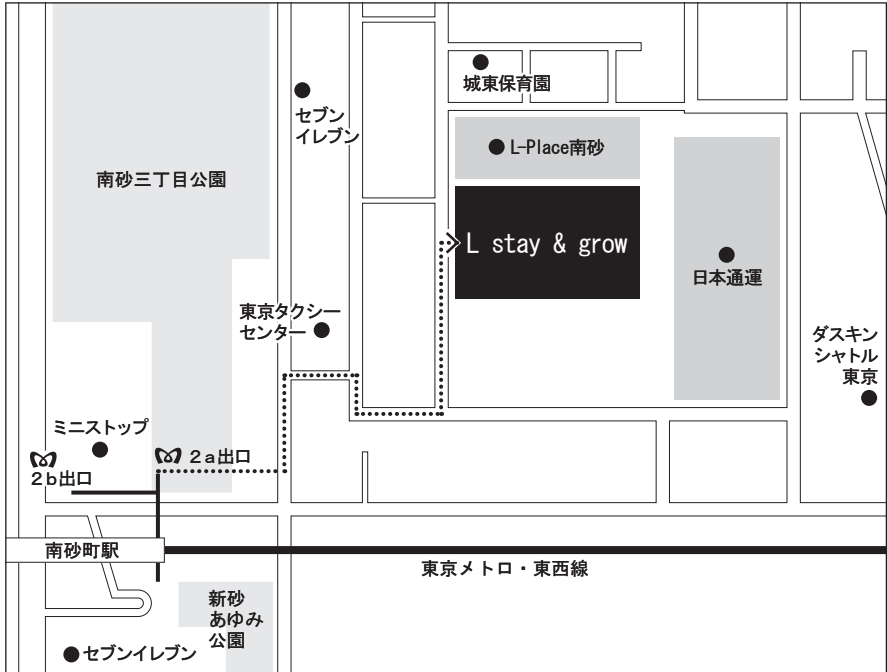 城東保育園
セブン
イレブン
L-Place南砂
南砂三丁目公園
L stay & grow
日本通運
東京タクシー
センター
ダスキン
シャトル
東京
ミニストップ
2a出口
2b出口
南砂町駅
東京メトロ・東西線
新砂
あゆみ
公園
セブンイレブン